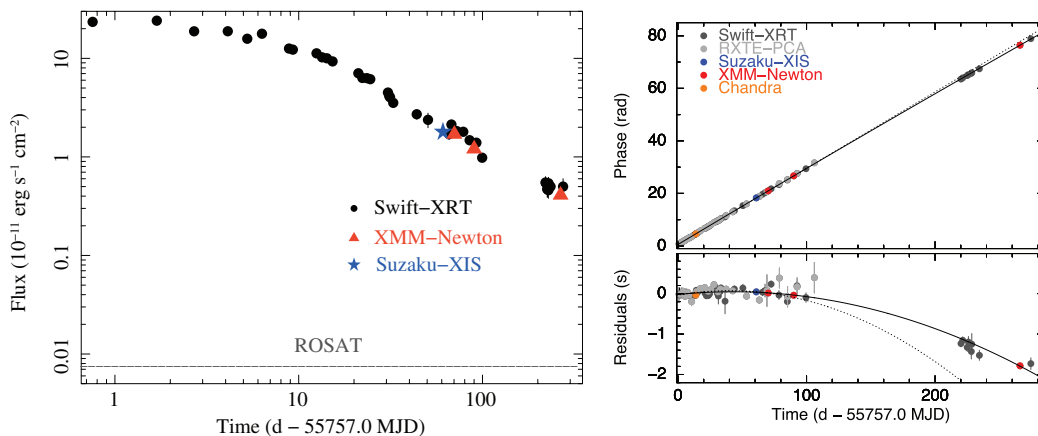 10
1
0.1
0.01
Flux (10−11 erg s−1 cm−2)
Swift−XRT
XMM−Newton
Suzaku−XIS
ROSAT
1
10
100
Time (d − 55757.0 MJD)
80
60
40
20
0
Phase (rad)
Swift−XRT
RXTE−PCA
Suzaku−XIS
XMM−Newton
Chandra
0
−1
−2
Residuals (s)
0
100
200
Time (d − 55757.0 MJD)